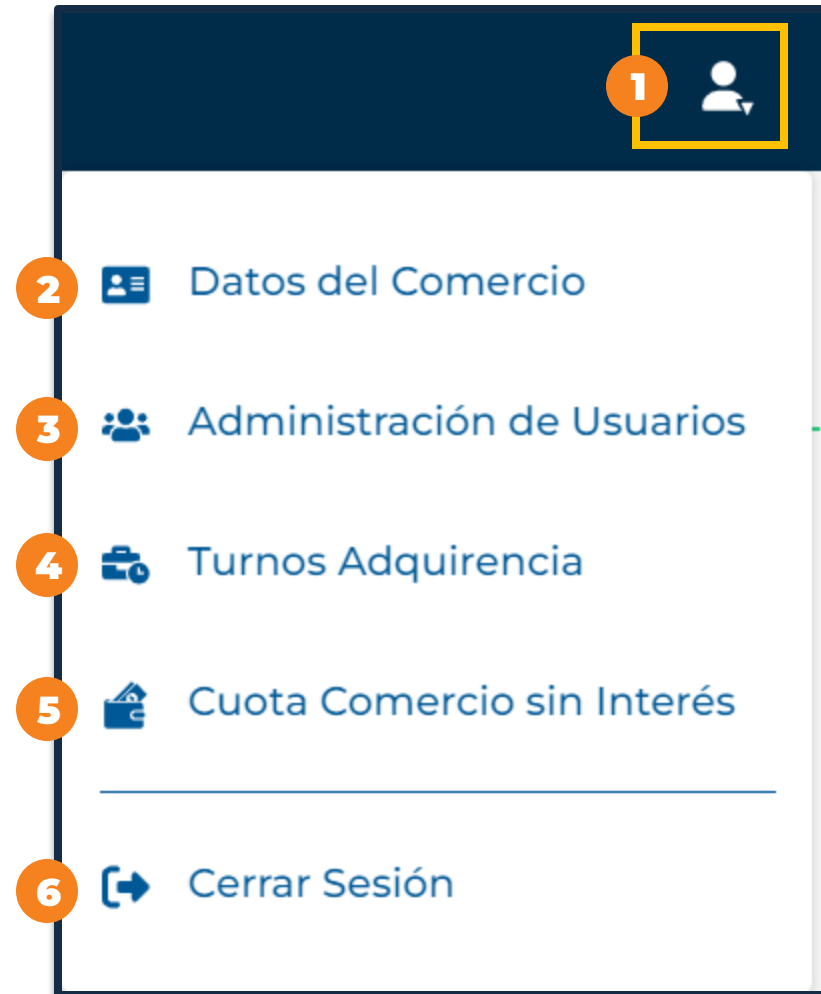 1
2 Datos del Comercio
3 Administración de Usuarios
4 Turnos Adquirencia
5 Cuota Comercio sin Interés
6 Cerrar Sesión